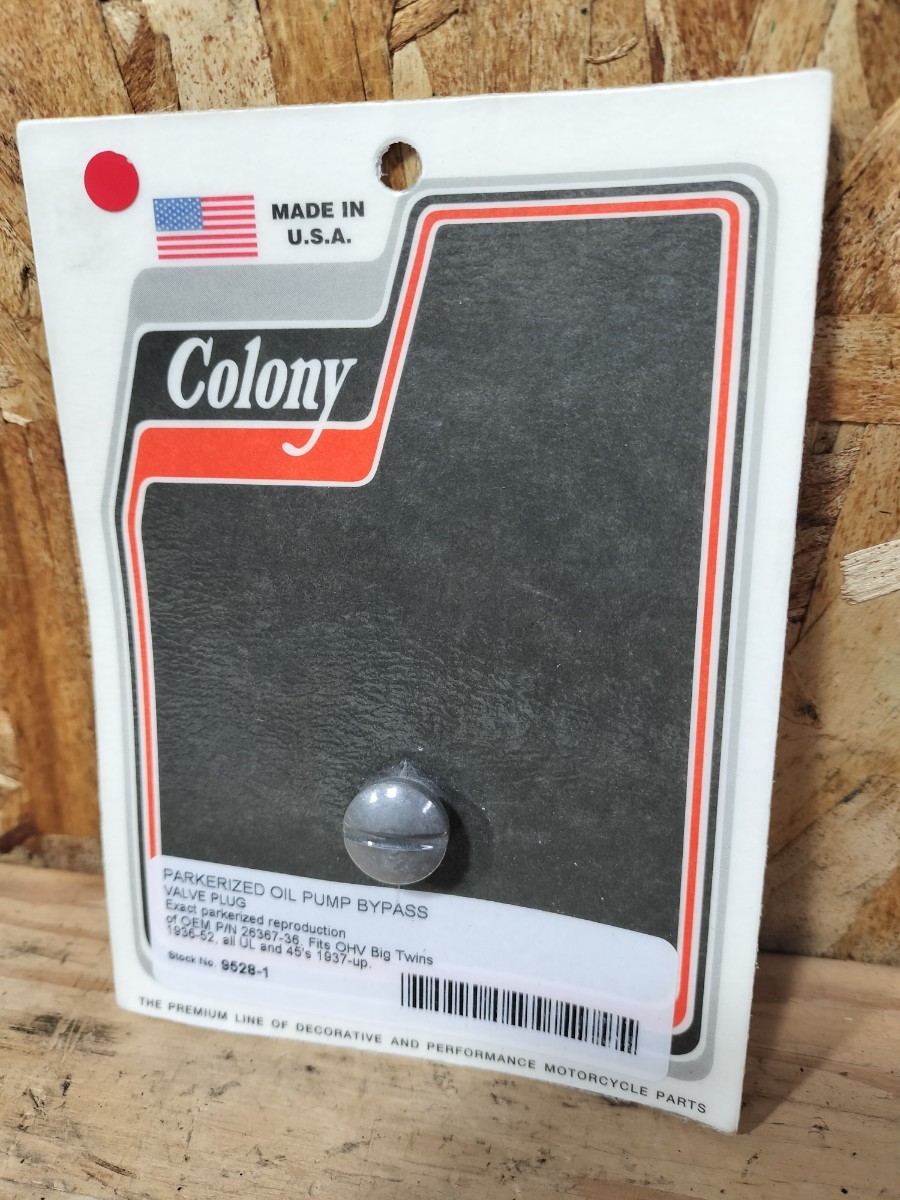 MADE IN
U.S.A.
Colony
PARKERIZED OIL PUMP BYPASS
VALVE PLUG
Exact parkerized reproduction
of OEM P/N 26367-36. Fits OHV Big Twins
1936-52, all UL and 45's 1937-up.
Stock No. 9528-1
THE PREMIUM LINE OF DECORATIVE AND PERFORMANCE MOTORCYCLE PARTS